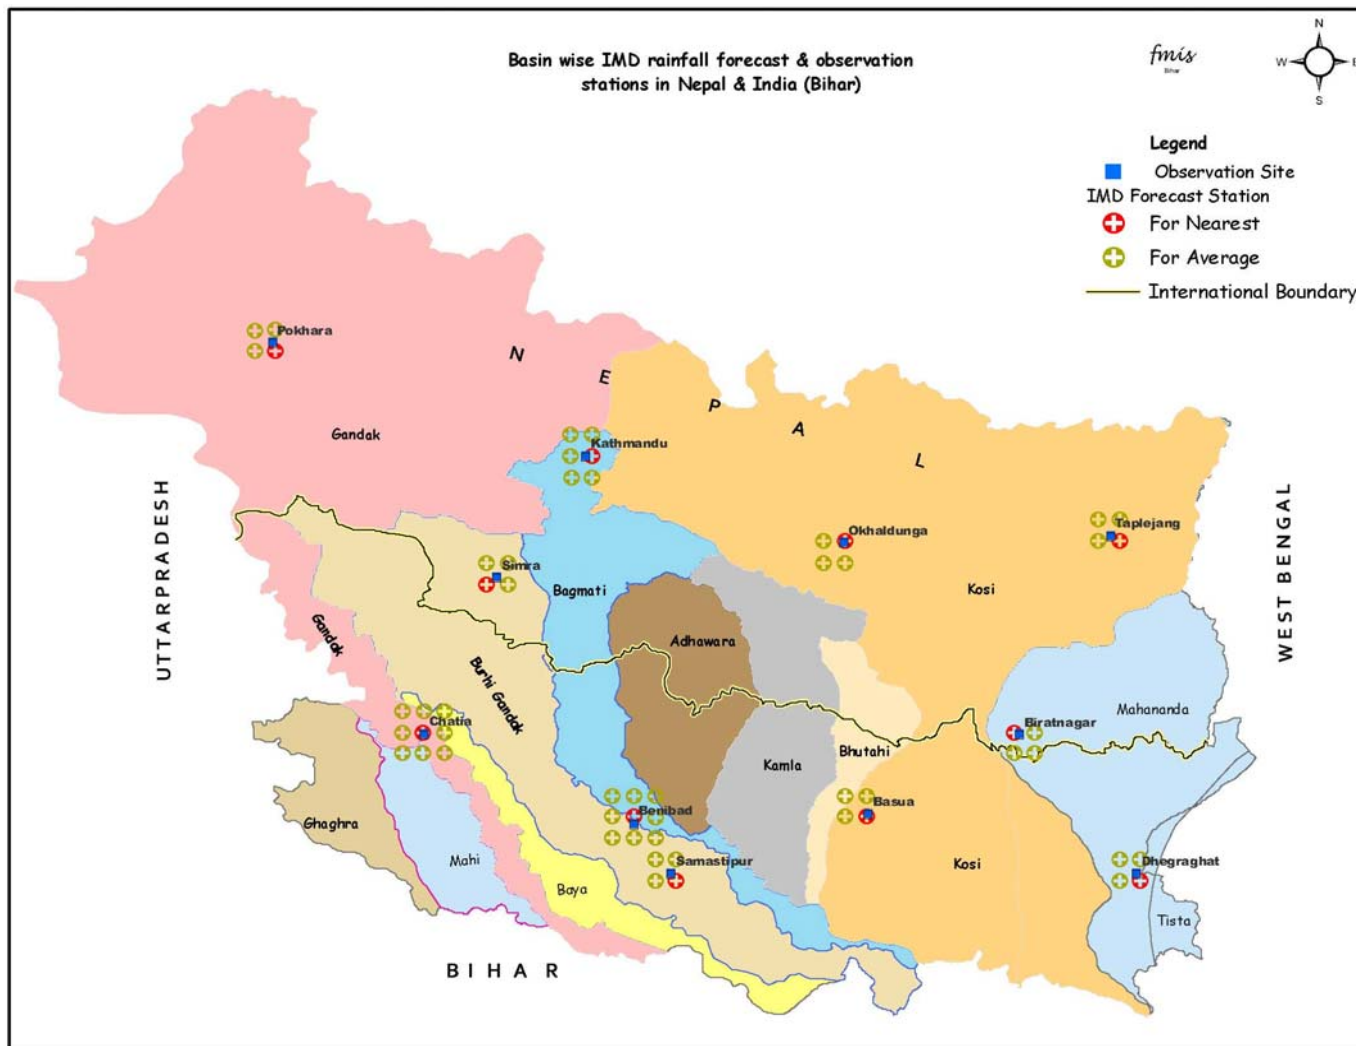 Basin wise IMD rainfall forecast & observation
stations in Nepal & India (Bihar)
fmis
Bihar
N
W
E
S
Legend
Observation Site
IMD Forecast Station
For Nearest
For Average
International Boundary
Pokhara
N
E
P
A
L
Gandak
Kathmandu
UTTARPRADESH
WEST BENGAL
Okhaldunga
Taplejang
Simra
Bagmati
Kosi
Gandak
Adhawara
Burhi Gandak
Mahananda
Chatia
Biratnagar
Bhutahi
Kamla
Benibad
Basua
Ghaghra
Mahi
Samastipur
Kosi
Dhegraghat
Baya
Tista
BIHAR